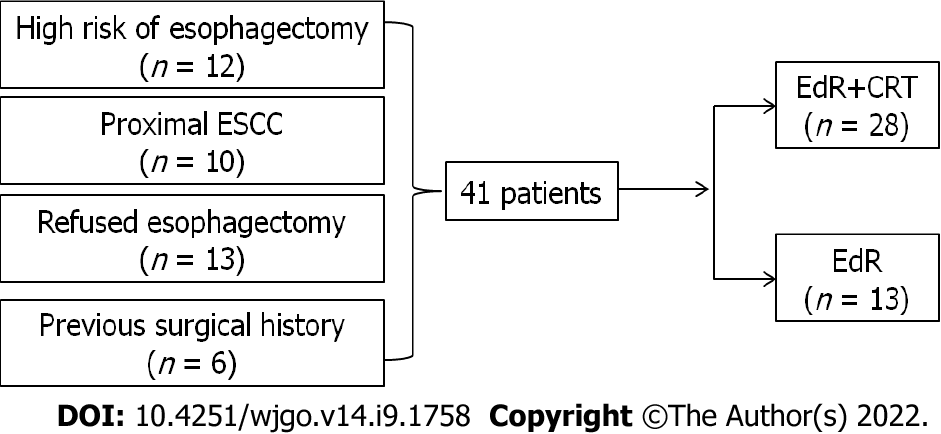 High risk of esophagectomy
(n = 12)
Proximal ESCC
(n = 10)
Refused esophagectomy
(n = 13)
Previous surgical history
(n = 6)
41 patients
EdR+CRT
(n = 28)
EdR
(n = 13)
DOI: 10.4251/wjgo.v14.i9.1758 Copyright ©The Author(s) 2022.